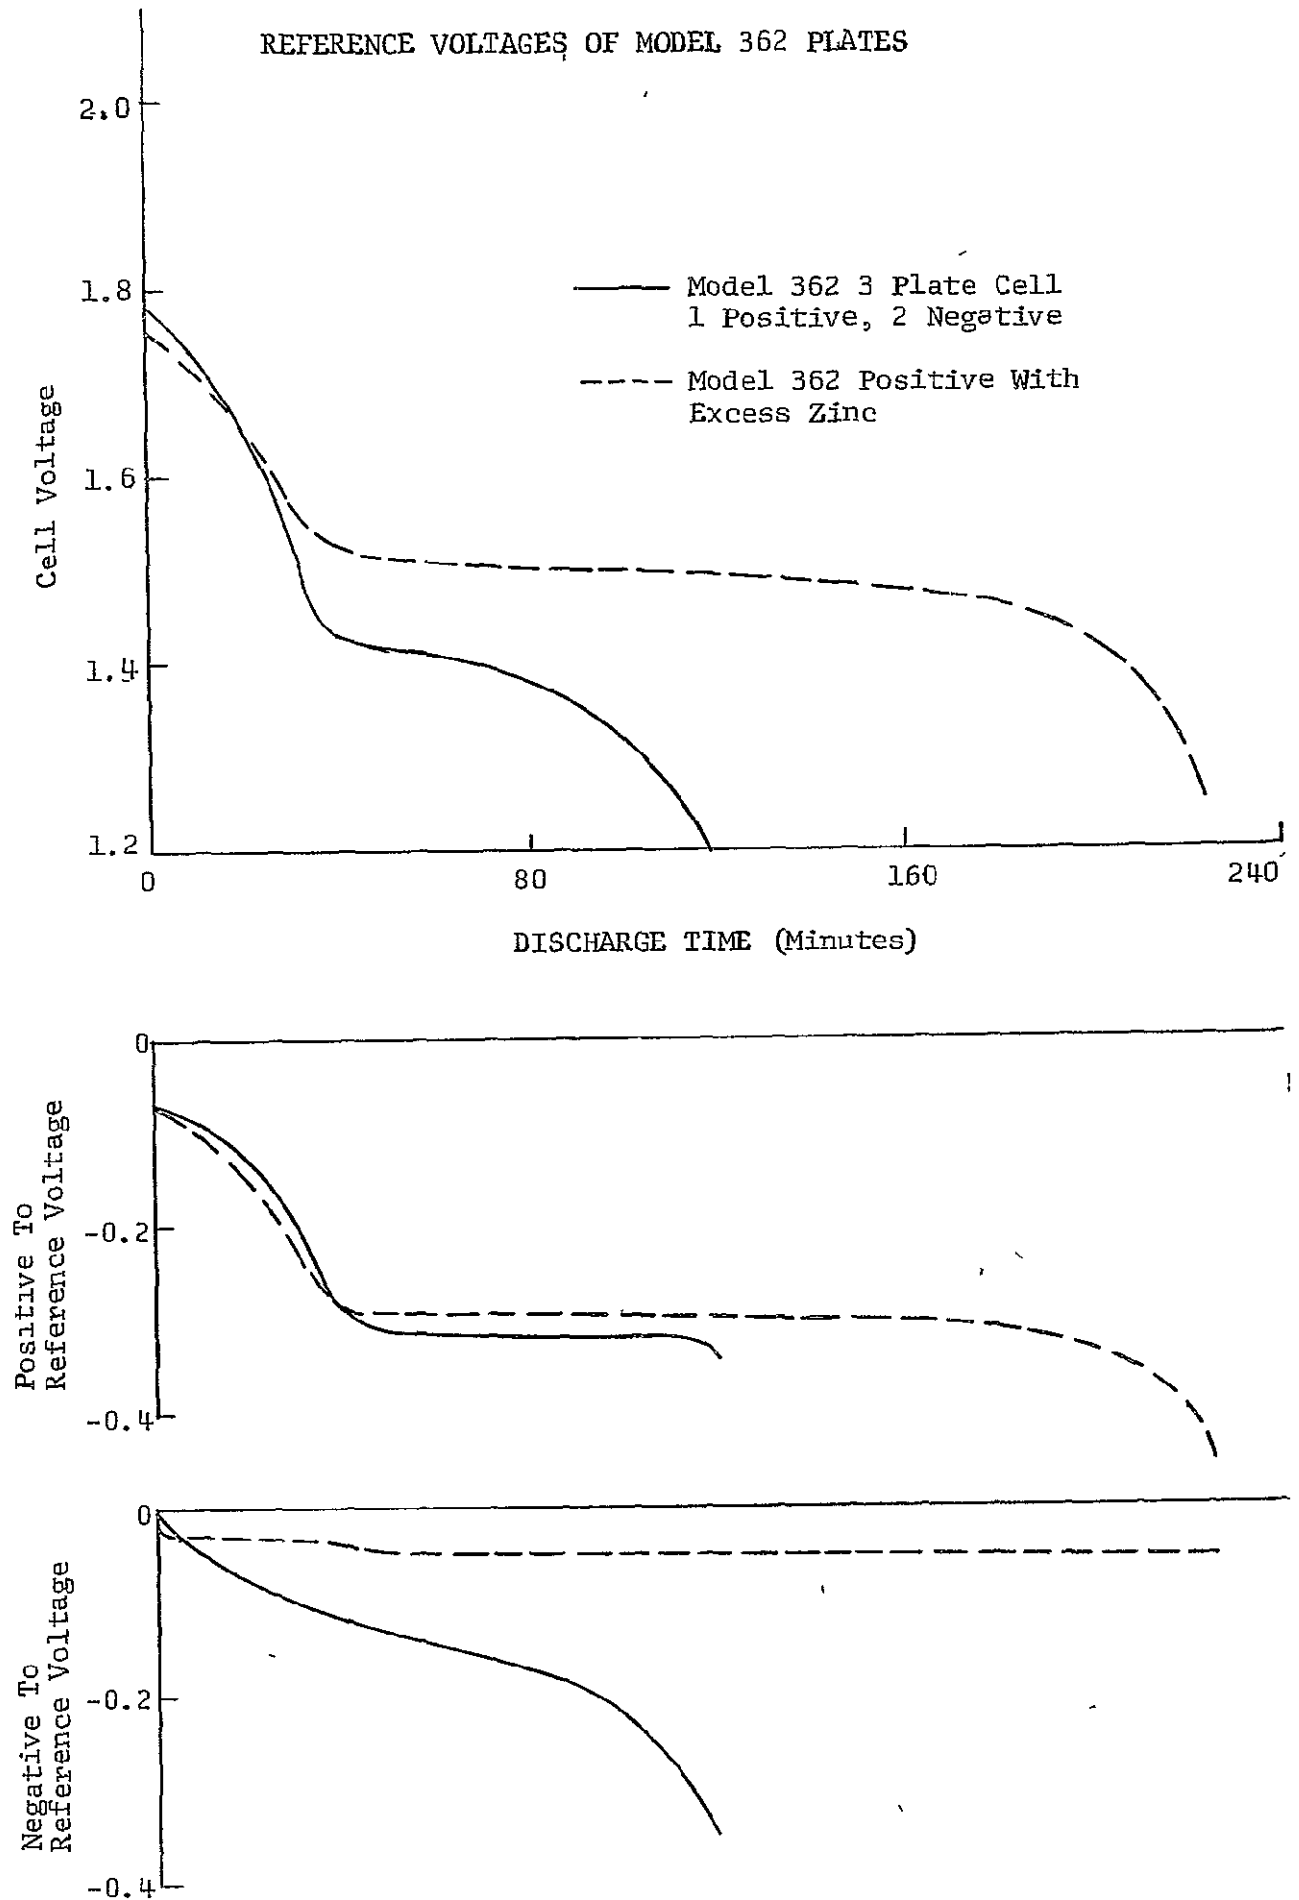 REFERENCE VOLTAGES OF MODEL 362 PLATES
2.0
1.8
1.6
1.4
1.2
Cell Voltage
Model 362 3 Plate Cell
1 Positive, 2 Negative
Model 362 Positive With
Excess Zinc
0
80
160
240
DISCHARGE TIME (Minutes)
0
-0.2
-0.4
Positive To
Reference Voltage
0
-0.2
-0.4
Negative To
Reference Voltage